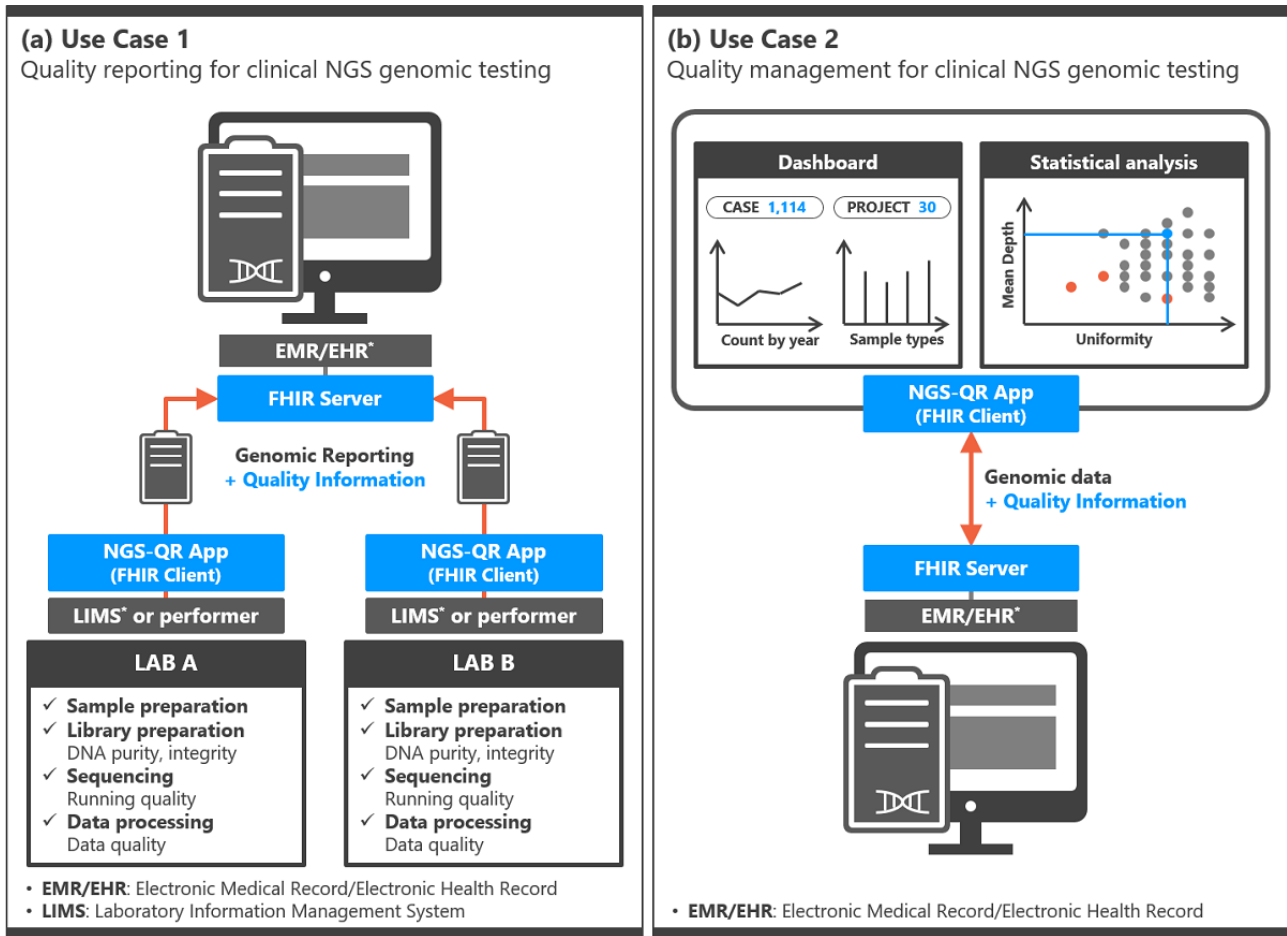 (a) Use Case 1
Quality reporting for clinical NGS genomic testing
EMR/EHR*
FHIR Server
Genomic Reporting
+ Quality Information
NGS-QR App
(FHIR Client)
LIMS* or performer
LAB A
✓ Sample preparation
✓ Library preparation
DNA purity, integrity
✓ Sequencing
Running quality
✓ Data processing
Data quality
NGS-QR App
(FHIR Client)
LIMS* or performer
LAB B
✓ Sample preparation
✓ Library preparation
DNA purity, integrity
✓ Sequencing
Running quality
✓ Data processing
Data quality
• EMR/EHR: Electronic Medical Record/Electronic Health Record
• LIMS: Laboratory Information Management System
(b) Use Case 2
Quality management for clinical NGS genomic testing
Dashboard
CASE 1,114
PROJECT 30
Count by year
Sample types
Statistical analysis
Mean Depth
Uniformity
NGS-QR App
(FHIR Client)
Genomic data
+ Quality Information
FHIR Server
EMR/EHR*
• EMR/EHR: Electronic Medical Record/Electronic Health Record